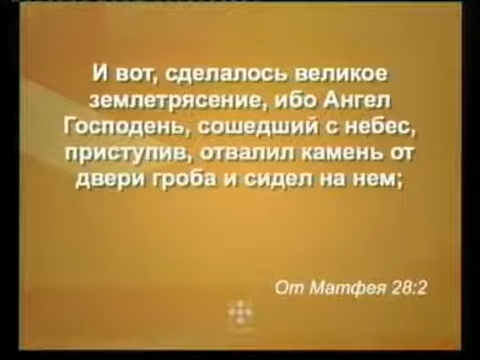 И вот, сделалось великое
землетрясение, ибо Ангел
Господень, сошедший с небес,
приступив, отвалил камень от
двери гроба и сидел на нем;
От Матфея 28:2